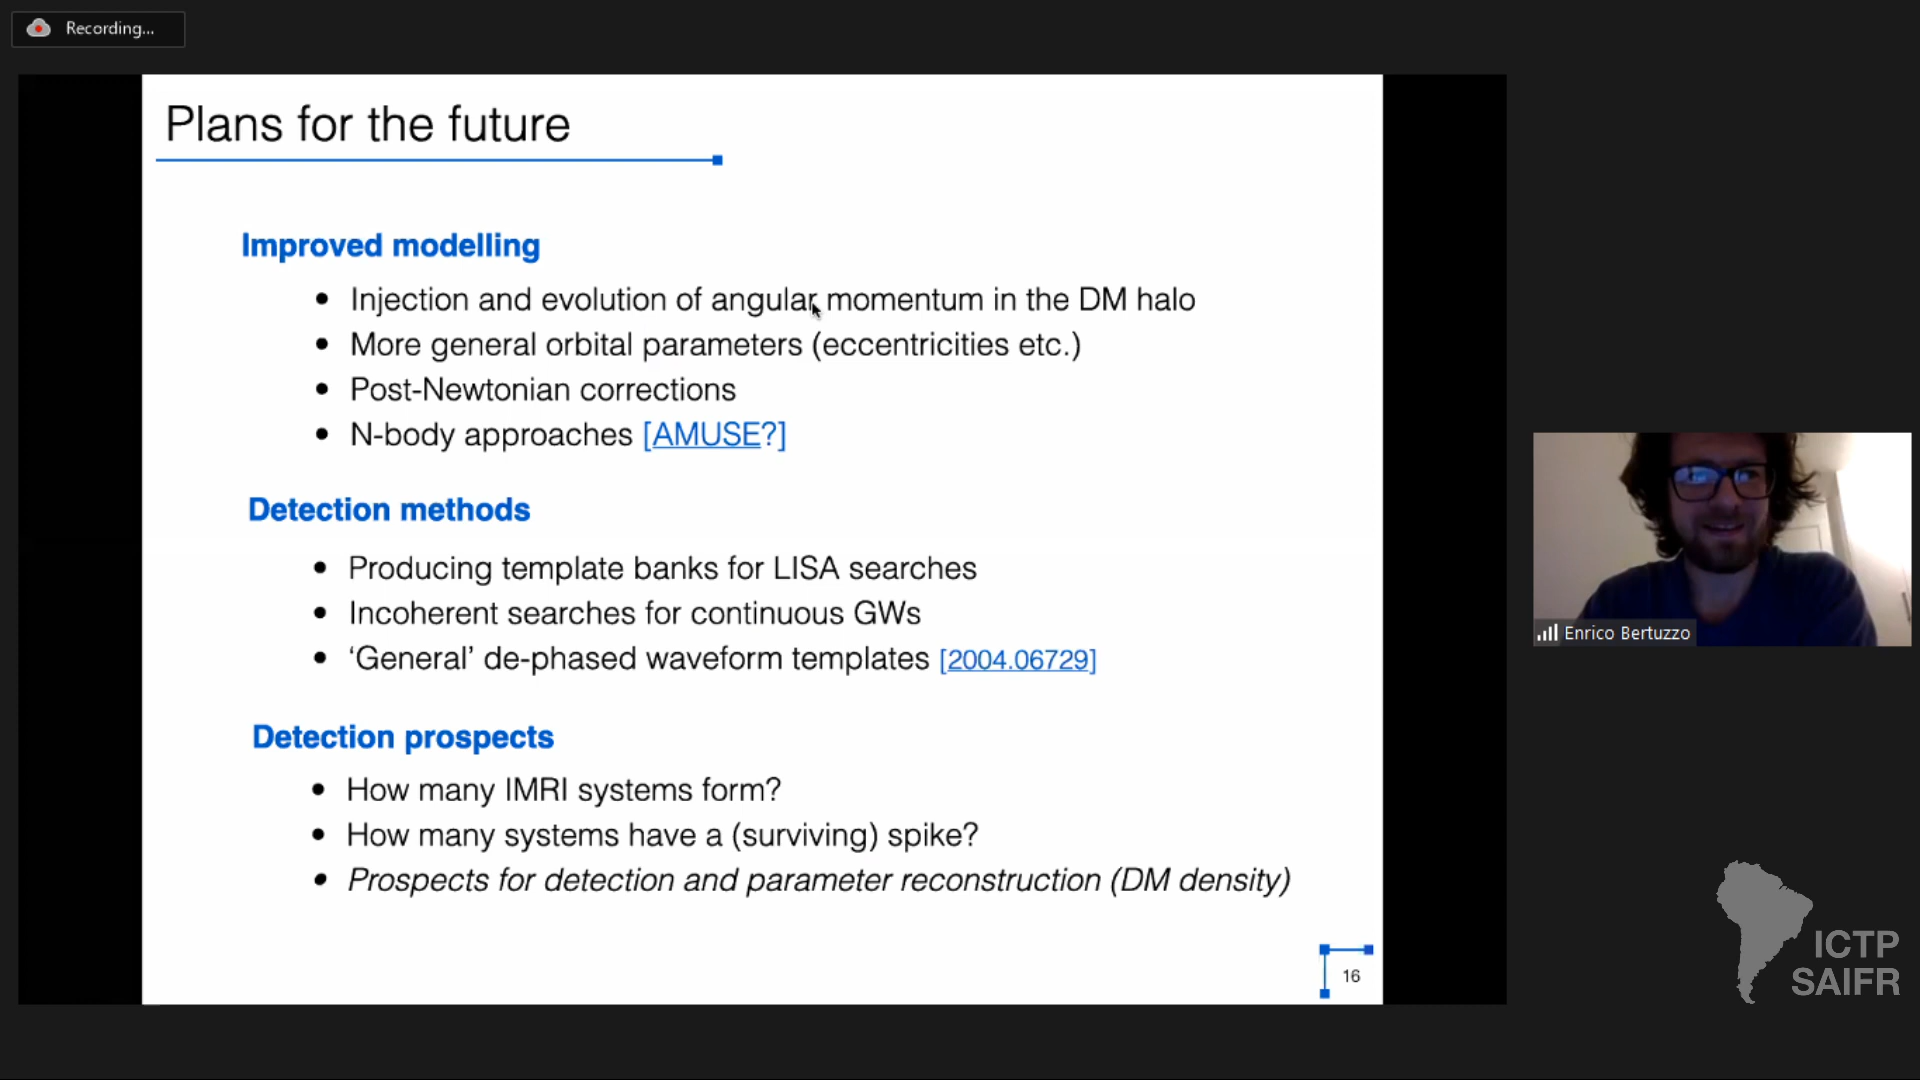 Recording...
Plans for the future
Improved modelling
• Injection and evolution of angular momentum in the DM halo
• More general orbital parameters (eccentricities etc.)
• Post-Newtonian corrections
• N-body approaches [AMUSE?]
Detection methods
• Producing template banks for LISA searches
• Incoherent searches for continuous GWs
• ‘General’ de-phased waveform templates [2004.06729]
Detection prospects
• How many IMRI systems form?
• How many systems have a (surviving) spike?
• Prospects for detection and parameter reconstruction (DM density)
16
Enrico Bertuzzo
ICTP
SAIFR